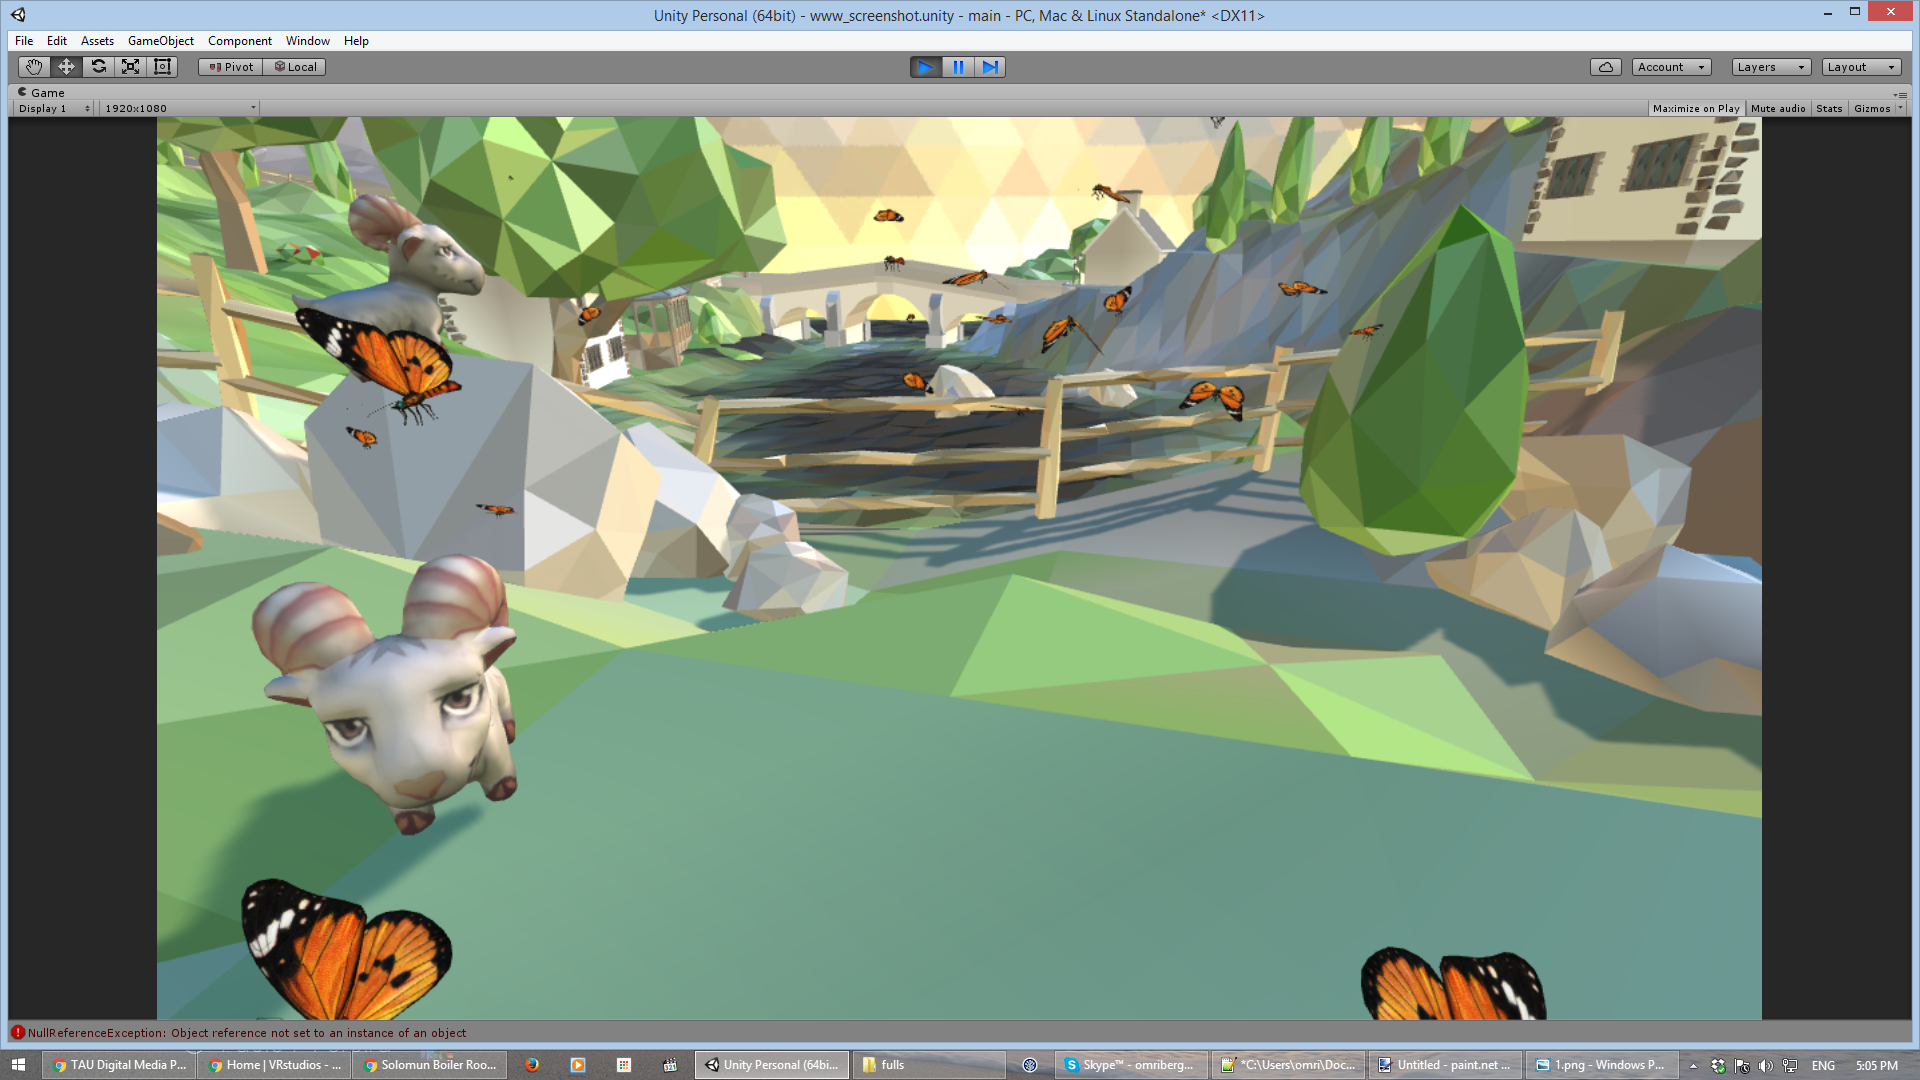 Unity Personal (64bit) - www_screenshot.unity - main - PC, Mac & Linux Standalone* <DX11>
File Edit Assets GameObject Component Window Help
Pivot Local Account Layers Layout
Game
Display 1 1920x1080 Maximize on Play Mute audio Stats Gizmos
NullReferenceException: Object reference not set to an instance of an object
TAU Digital Media P... Home | VRstudios - ... Solomun Boiler Roo... 321 Unity Personal (64bi... fulls Skype™ - omriberg... *C:\Users\omri\Doc... Untitled - paint.net ... 1.png - Windows P... ENG 5:05 PM